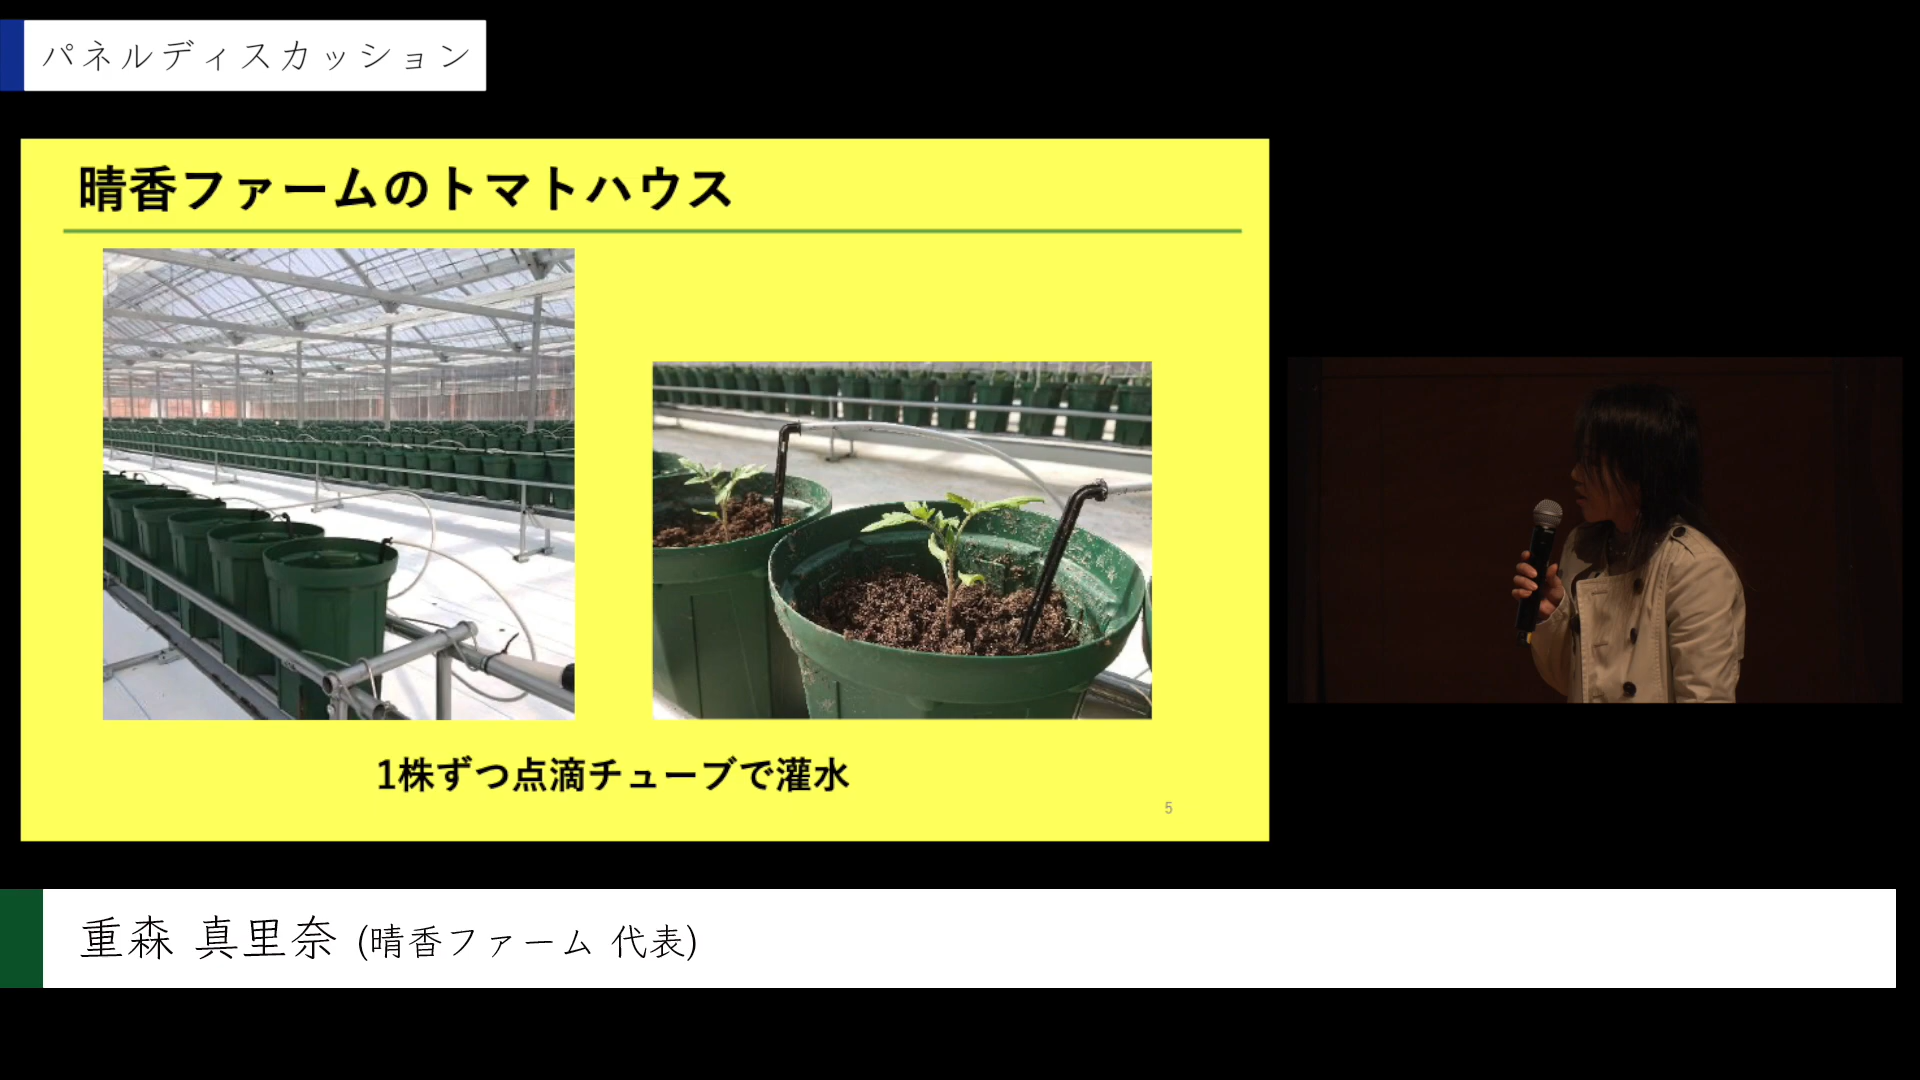 パネルディスカッション
晴香ファームのトマトハウス
1株ずつ点滴チューブで灌水
5
重森 真里奈 (晴香ファーム 代表)